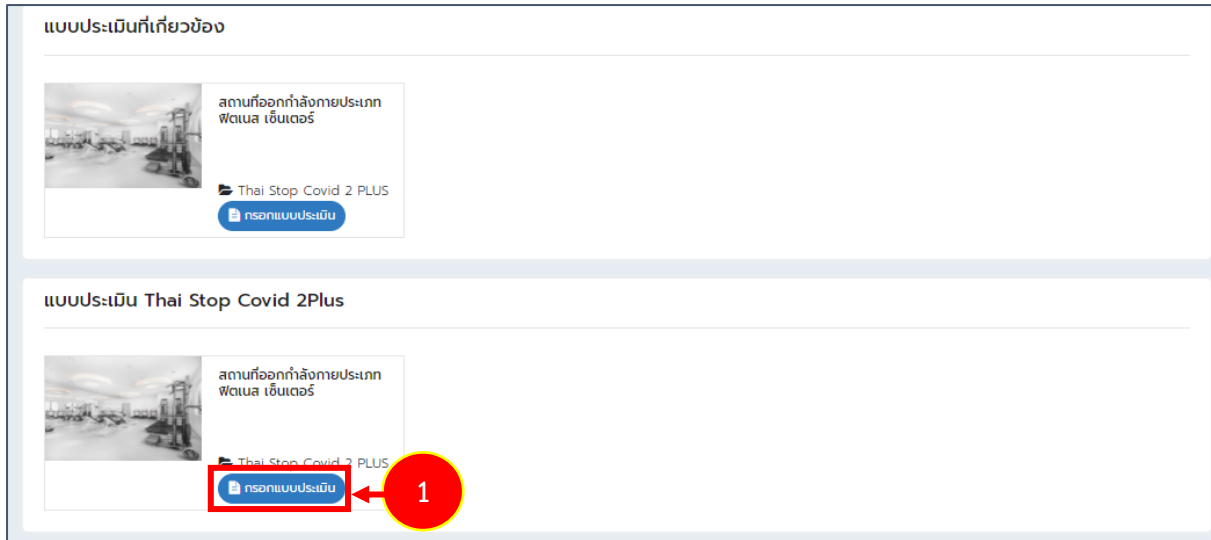 แบบประเมินที่เกี่ยวข้อง
สถานที่ออกกำลังกายประเภท
ฟิตเนส เซ็นเตอร์
Thai Stop Covid 2 PLUS
กรอกแบบประเมิน
แบบประเมิน Thai Stop Covid 2Plus
สถานที่ออกกำลังกายประเภท
ฟิตเนส เซ็นเตอร์
Thai Stop Covid 2 PLUS
กรอกแบบประเมิน
1